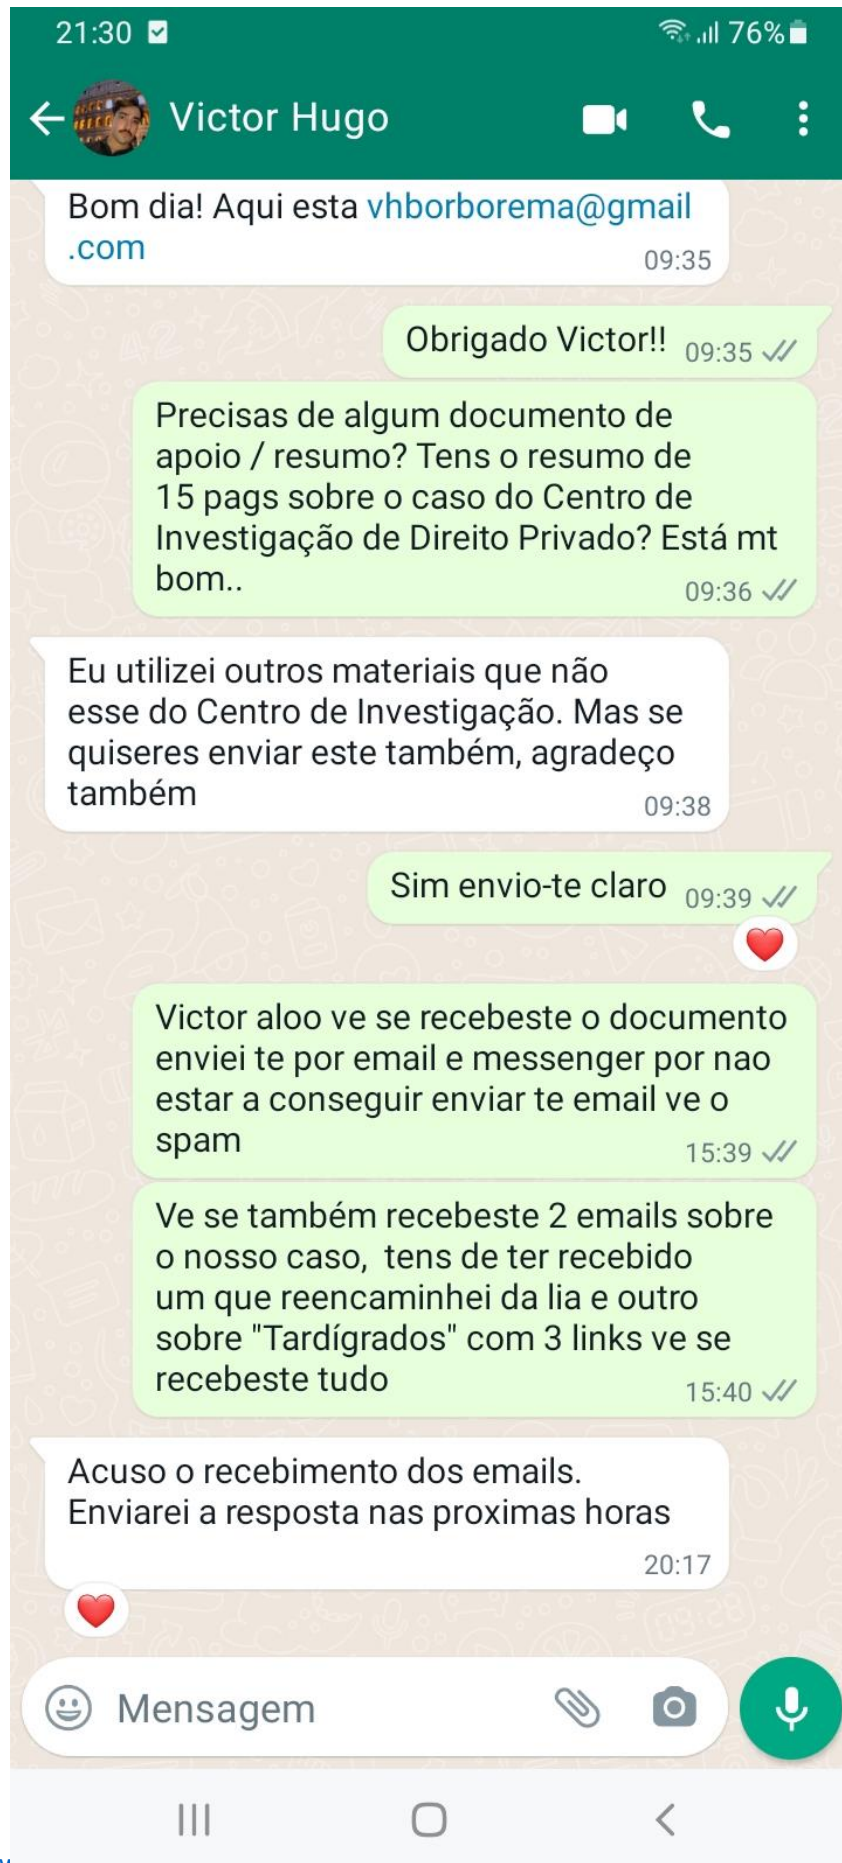 21:30
76%
Victor Hugo
Bom dia! Aqui esta vhborborema@gmail
.com
09:35
Obrigado Victor!! 09:35
Precisas de algum documento de
apoio / resumo? Tens o resumo de
15 pags sobre o caso do Centro de
Investigação de Direito Privado? Está mt
bom..
09:36
Eu utilizei outros materiais que não
esse do Centro de Investigação. Mas se
quiseres enviar este também, agradeço
também
09:38
Sim envio-te claro 09:39
Victor aloo ve se recebeste o documento
enviei te por email e messenger por nao
estar a conseguir enviar te email ve o
spam
15:39
Ve se também recebeste 2 emails sobre
o nosso caso, tens de ter recebido
um que reencaminhei da lia e outro
sobre "Tardígrados" com 3 links ve se
recebeste tudo
15:40
Acuso o recebimento dos emails.
Enviarei a resposta nas proximas horas
20:17
Mensagem